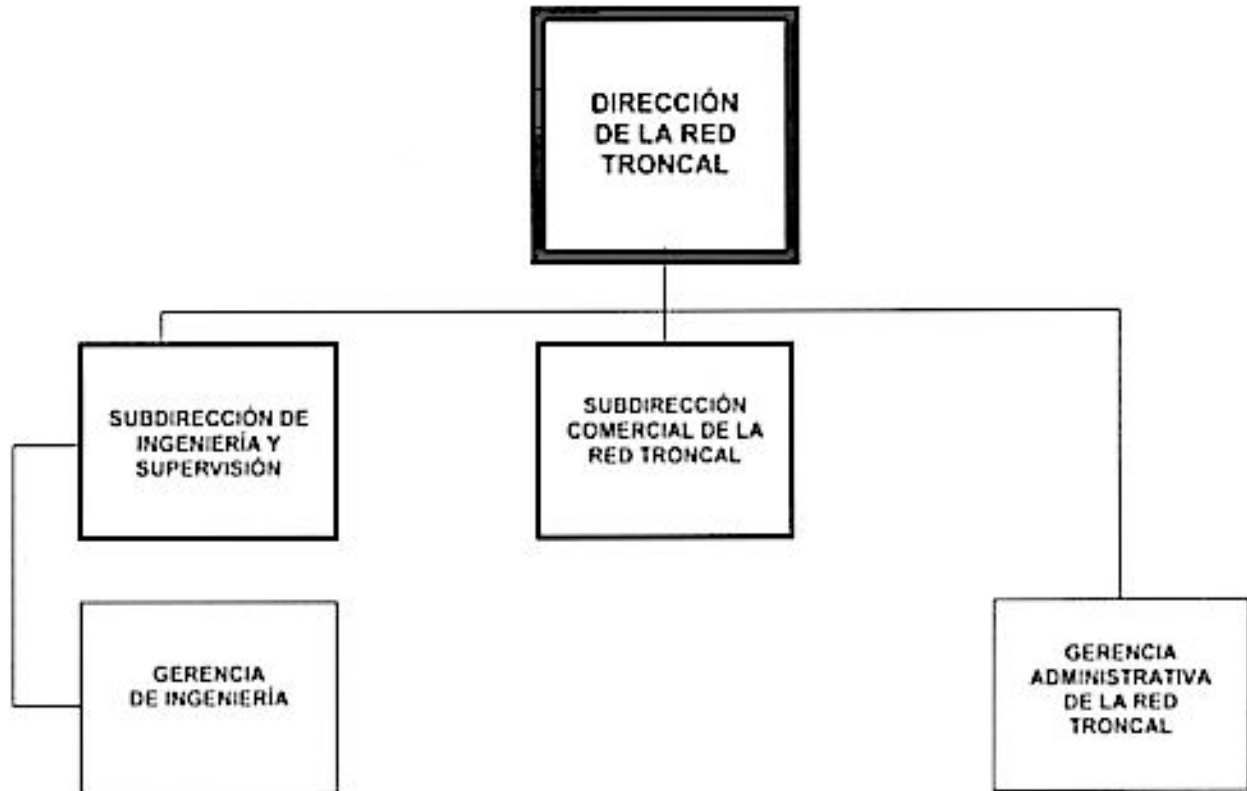 DIRECCIÓN
DE LA RED
TRONCAL
SUBDIRECCIÓN DE
INGENIERÍA Y
SUPERVISIÓN
SUBDIRECCIÓN
COMERCIAL DE LA
RED TRONCAL
GERENCIA
DE INGENIERÍA
GERENCIA
ADMINISTRATIVA
DE LA RED
TRONCAL